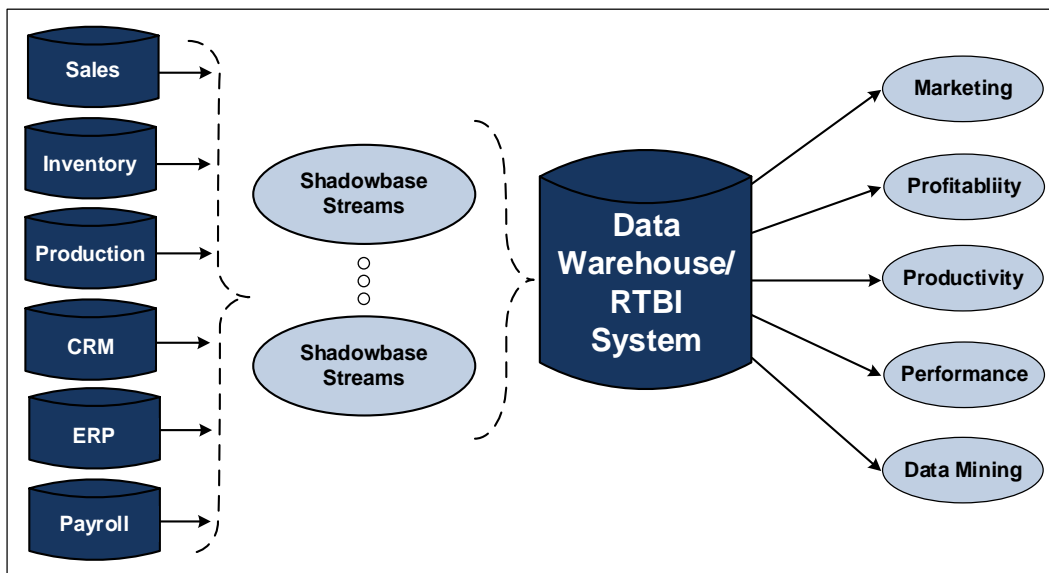 Sales
Inventory
Production
CRM
ERP
Payroll
Shadowbase
Streams
Shadowbase
Streams
Data
Warehouse/
RTBI
System
Marketing
Profitabliity
Productivity
Performance
Data Mining